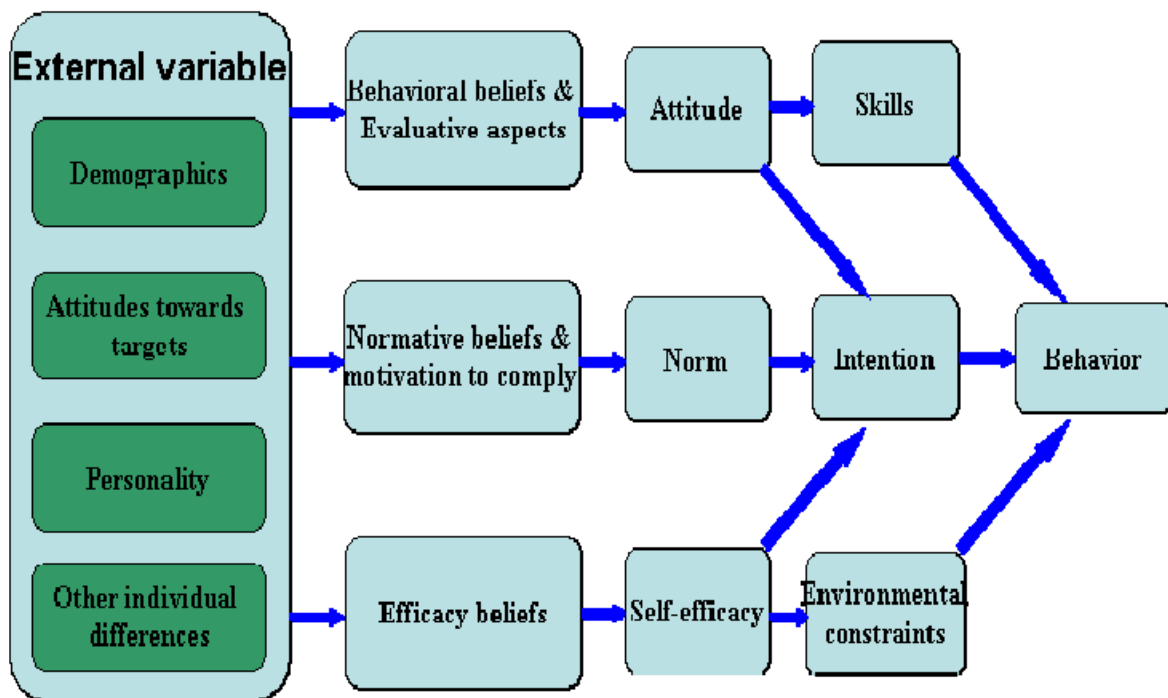 External variable
Demographics
Attitudes towards
targets
Personality
Other individual
differences
Behavioral beliefs &
Evaluative aspects
Attitude
Skills
Normative beliefs &
motivation to comply
Norm
Intention
Behavior
Efficacy beliefs
Self-efficacy
Environmental
constraints